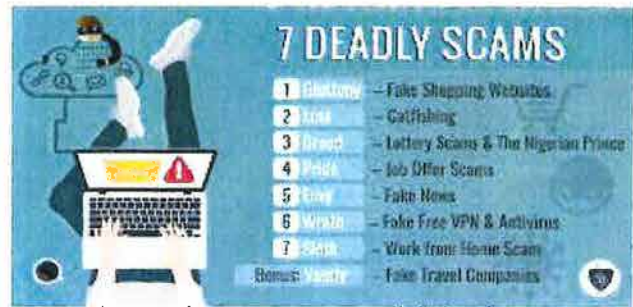 7 DEADLY SCAMS
1 Gluttony – Fake Shopping Websites
2 Lust – Catfishing
3 Greed – Lottery Scams & The Nigerian Prince
4 Pride – Job Offer Scams
5 Envy – Fake News
6 Wrath – Fake Free VPN & Antivirus
7 Sloth – Work from Home Scam
Bonus: Vanity – Fake Travel Companies